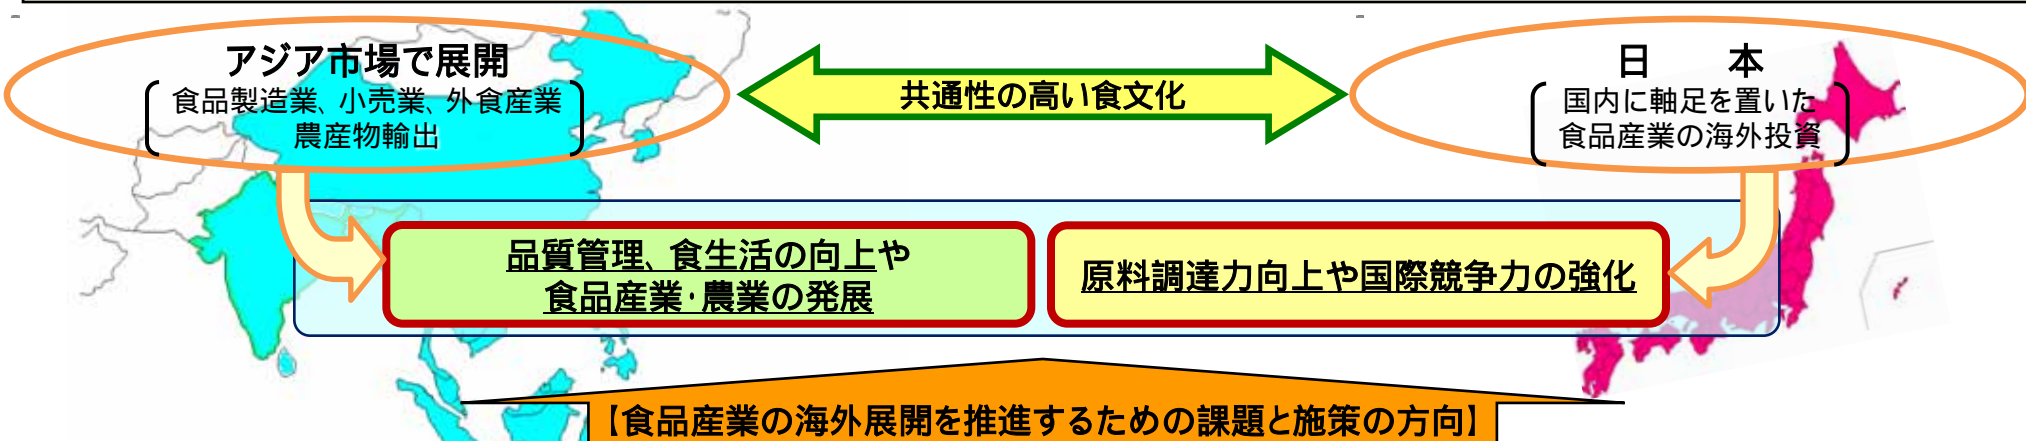 アジア市場で展開
食品製造業、小売業、外食産業
農産物輸出
共通性の高い食文化
日　本
国内に軸足を置いた
食品産業の海外投資
品質管理、食生活の向上や
食品産業・農業の発展
原料調達力向上や国際競争力の強化
【食品産業の海外展開を推進するための課題と施策の方向】